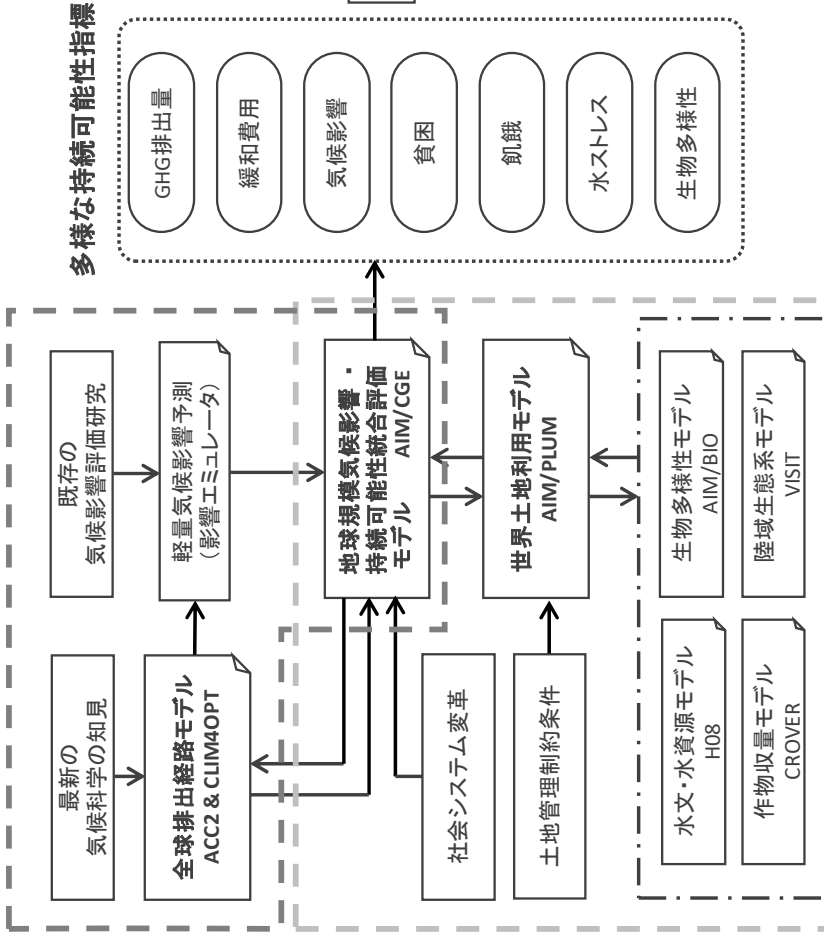 最新の
気候科学の知見
既存の
気候影響評価研究
全球排出経路モデル
ACC2 & CLIM4OPT
軽量気候影響予測
（影響エミュレータ）
社会システム変革
地球規模気候影響・
持続可能性統合評価
モデル AIM/CGE
土地管理制約条件
世界土地利用モデル
AIM/PLUM
水文・水資源モデル
H08
生物多様性モデル
AIM/BIO
作物収量モデル
CROVER
陸域生態系モデル
VISIT
多様な持続可能性指標
GHG排出量
緩和費用
気候影響
貧困
飢餓
水ストレス
生物多様性